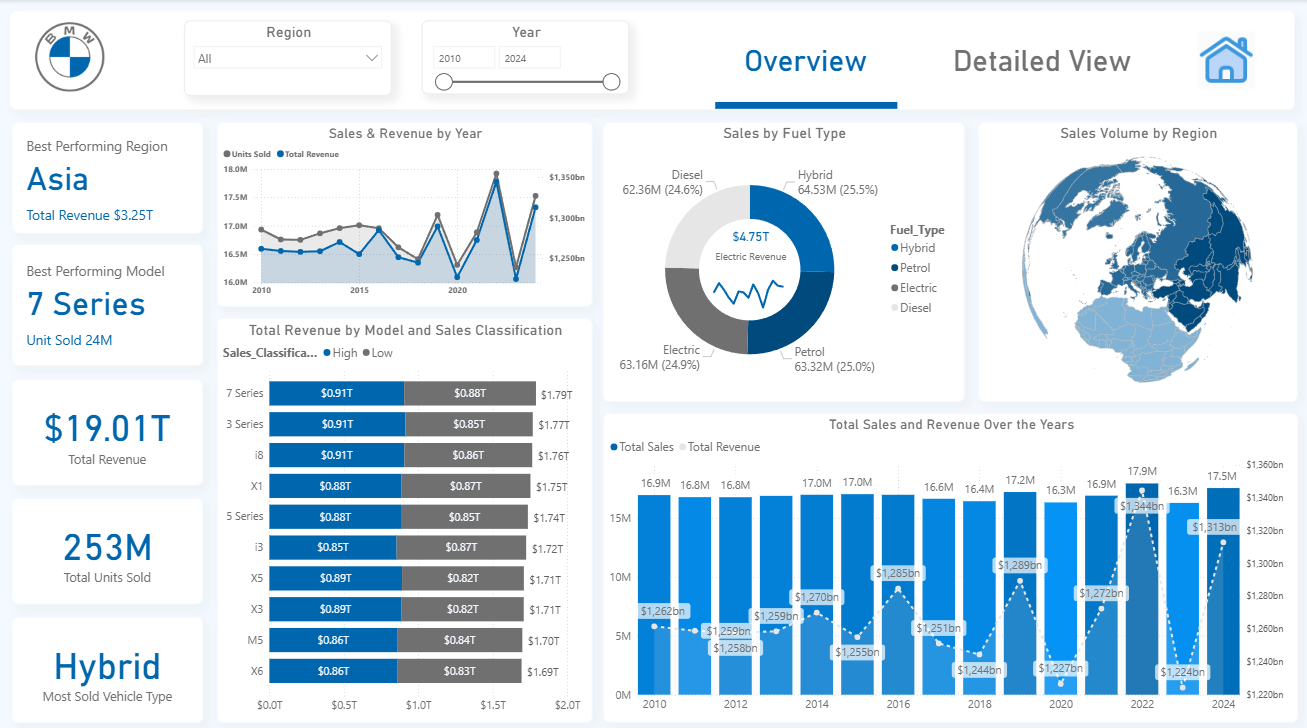 BMW
Region
All
Year
2010
2024
Overview
Detailed View
Best Performing Region
Asia
Total Revenue $3.25T
Best Performing Model
7 Series
Unit Sold 24M
$19.01T
Total Revenue
253M
Total Units Sold
Hybrid
Most Sold Vehicle Type
Sales & Revenue by Year
Units Sold
Total Revenue
18.0M
17.5M
17.0M
16.5M
16.0M
$1,350bn
$1,300bn
$1,250bn
2010
2015
2020
Total Revenue by Model and Sales Classification
Sales_Classifica...
High
Low
7 Series $0.91T $0.88T $1.79T
3 Series $0.91T $0.85T $1.77T
i8 $0.91T $0.86T $1.76T
X1 $0.88T $0.87T $1.75T
5 Series $0.88T $0.85T $1.74T
i3 $0.85T $0.87T $1.72T
X5 $0.89T $0.82T $1.71T
X3 $0.89T $0.82T $1.71T
M5 $0.86T $0.84T $1.70T
X6 $0.86T $0.83T $1.69T
$0.0T $0.5T $1.0T $1.5T $2.0T
Sales by Fuel Type
Diesel
62.36M (24.6%)
Hybrid
64.53M (25.5%)
$4.75T
Electric Revenue
Electric
63.16M (24.9%)
Petrol
63.32M (25.0%)
Fuel_Type
Hybrid
Petrol
Electric
Diesel
Sales Volume by Region
Total Sales and Revenue Over the Years
Total Sales
Total Revenue
15M
10M
5M
0M
16.9M 16.8M 16.8M 17.0M 17.0M 16.6M 16.4M 17.2M 16.3M 16.9M 17.9M 16.3M 17.5M
$1,262bn $1,259bn $1,258bn $1,259bn $1,270bn $1,255bn $1,285bn $1,251bn $1,244bn $1,289bn $1,227bn $1,272bn $1,344bn $1,224bn $1,313bn
$1,360bn
$1,340bn
$1,320bn
$1,300bn
$1,280bn
$1,260bn
$1,240bn
$1,220bn
2010 2012 2014 2016 2018 2020 2022 2024